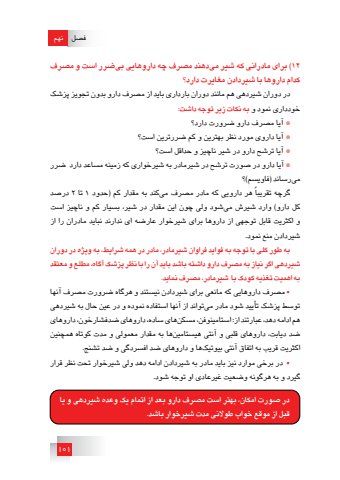 فصل نهم
۱۲) برای مادرانی که شیر می‌دهند مصرف چه داروهایی بی‌ضرر است و مصرف
کدام داروها با شیردادن مغایرت دارد؟
در دوران شیردهی هم مانند دوران بارداری باید از مصرف دارو بدون تجویز پزشک
خودداری نمود و به نکات زیر توجه داشت:
* آیا مصرف دارو ضرورت دارد؟
* آیا داروی مورد نظر بهترین و کم ضررترین است؟
* آیا ترشح دارو در شیر ناچیز و حداقل است؟
* آیا دارو در صورت ترشح در شیرمادر به شیرخواری که زمینه مساعد دارد ضرر
می‌رساند (فاویسم)؟
گرچه تقریباً هر دارویی که مادر مصرف می‌کند به مقدار کم (حدود ۱ تا ۲ درصد
کل دارو) وارد شیرش می‌شود ولی چون این مقدار در شیر، بسیار کم و ناچیز است
و اکثریت قابل توجهی از داروها برای شیرخوار عارضه ای ندارند نباید مادران را از
شیردادن منع نمود.
به طور کلی با توجه به فواید فراوان شیرمادر، مادر در همه شرایط، به ویژه در دوران
شیردهی اگر نیاز به مصرف دارو داشته باشد باید آن را با نظر پزشک آگاه، مطلع و معتقد
به اهمیت تغذیه کودک با شیرمادر، مصرف نماید.
• مصرف داروهایی که مانعی برای شیردادن نیستند و هرگاه ضرورت مصرف آنها
توسط پزشک تأیید شود مادر می‌تواند از آنها استفاده نموده و در عین حال به شیردهی
هم ادامه دهد، عبارتند از: استامینوفن، مسکن‌های ساده، داروهای ضدفشارخون، داروهای
ضد دیابت، داروهای قلبی و آنتی هیستامین‌ها به مقدار معمولی و مدت کوتاه همچنین
اکثریت قریب به اتفاق آنتی بیوتیک‌ها و داروهای ضد افسردگی و ضد تشنج.
• در برخی موارد نیز باید مادر به شیردادن ادامه دهد ولی شیرخوار تحت نظر قرار
گیرد و به هرگونه وضعیت غیرعادی او توجه شود.
در صورت امکان، بهتر است مصرف دارو بعد از اتمام یک وعده شیردهی و یا
قبل از موقع خواب طولانی مدت شیرخوار باشد.
۱۵۱